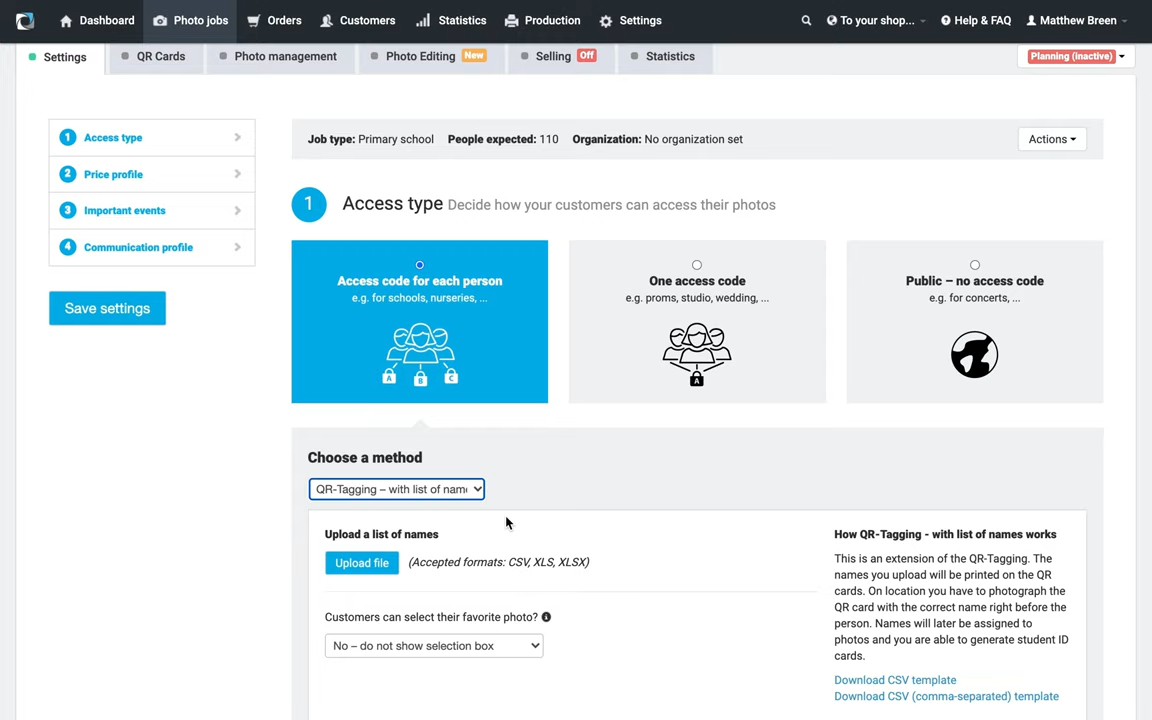 Dashboard Photo jobs Orders Customers Statistics Production Settings To your shop... Help & FAQ Matthew Breen
Settings QR Cards Photo management Photo Editing New Selling Off Statistics Planning (inactive)
1 Access type
2 Price profile
3 Important events
4 Communication profile
Save settings
Job type: Primary school People expected: 110 Organization: No organization set Actions
1 Access type Decide how your customers can access their photos
Access code for each person
e.g. for schools, nurseries, ...
A B C
One access code
e.g. proms, studio, wedding, ...
A
Public – no access code
e.g. for concerts, ...
Choose a method
QR-Tagging – with list of name
Upload a list of names
Upload file (Accepted formats: CSV, XLS, XLSX)
Customers can select their favorite photo?
No – do not show selection box
How QR-Tagging - with list of names works
This is an extension of the QR-Tagging. The
names you upload will be printed on the QR
cards. On location you have to photograph the
QR card with the correct name right before the
person. Names will later be assigned to
photos and you are able to generate student ID
cards.
Download CSV template
Download CSV (comma-separated) template